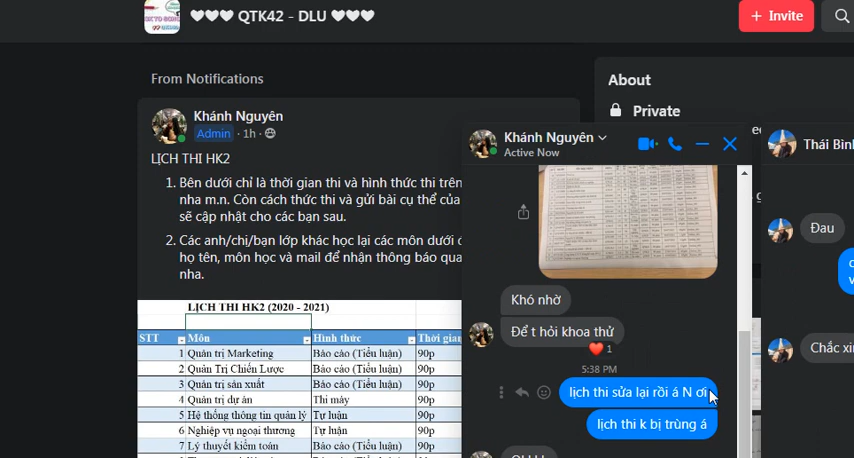 ♥♥♥ QTK42 - DLU ♥♥♥
+ Invite
From Notifications
Khánh Nguyên
Admin · 1h ·
LỊCH THI HK2
1. Bên dưới chỉ là thời gian thi và hình thức thi trên
nha m.n. Còn cách thức thi và gửi bài cụ thể của
sẽ cập nhật cho các bạn sau.
2. Các anh/chị/bạn lớp khác học lại các môn dưới
họ tên, môn học và mail để nhận thông báo qua
nha.
LỊCH THI HK2 (2020 - 2021)
STT Môn Hình thức Thời gian
1 Quản trị Marketing Báo cáo (Tiểu luận) 90p
2 Quản Trị Chiến Lược Báo cáo (Tiểu luận) 90p
3 Quản trị sản xuất Báo cáo (Tiểu luận) 90p
4 Quản trị dự án Thi máy 90p
5 Hệ thống thông tin quản lý Tự luận 90p
6 Nghiệp vụ ngoại thương Tự luận 90p
7 Lý thuyết kiểm toán Báo cáo (Tiểu luận) 90p
About
Private
Khánh Nguyên
Active Now
Khó nhờ
Để t hỏi khoa thử
1
5:38 PM
lịch thi sửa lại rồi á N ơi
lịch thi k bị trùng á
Thái Bình
Đau
Chắc xỉ